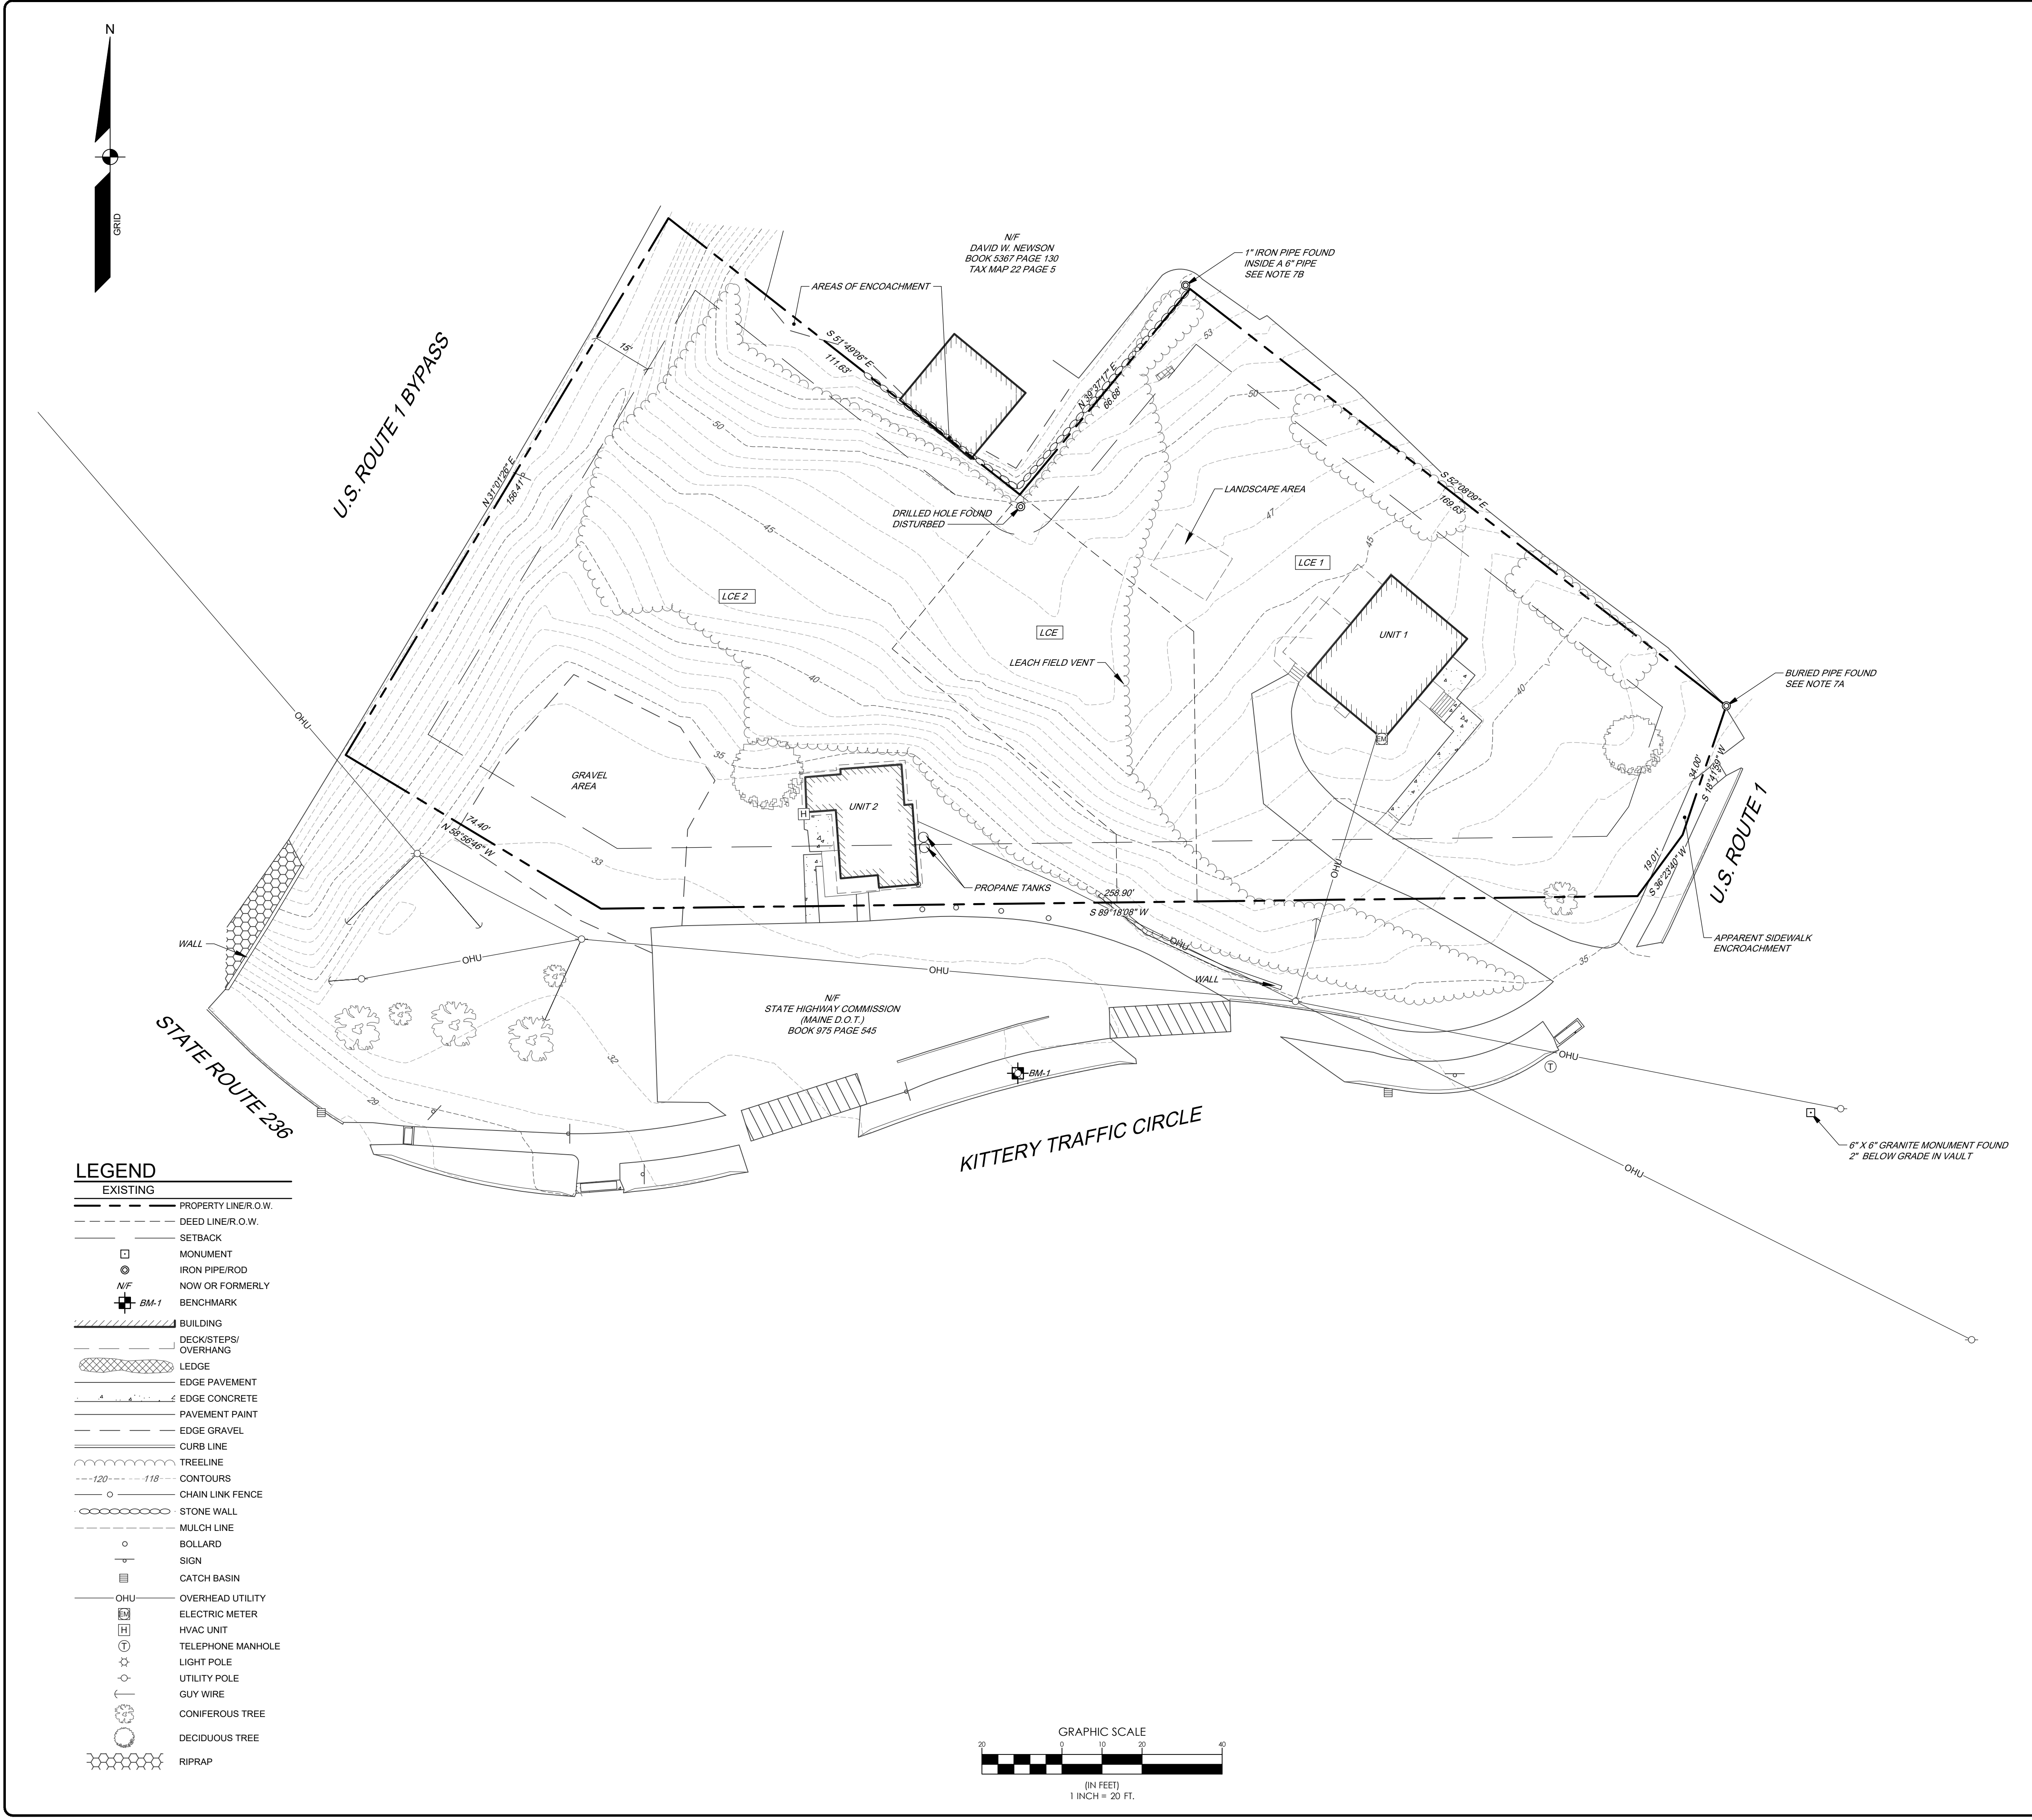 N
GRID
U.S. ROUTE 1 BYPASS
N/F
DAVID W. NEWSON
BOOK 5367 PAGE 130
TAX MAP 22 PAGE 5
1" IRON PIPE FOUND
INSIDE A 6" PIPE
SEE NOTE 7B
AREAS OF ENCOACHMENT
15'
S 51°49'06" E
111.63'
N 39°37'17" E
66.68'
53
50
50
N 31°01'26" E
156.41'
S 52°08'09" E
169.63'
LANDSCAPE AREA
DRILLED HOLE FOUND
DISTURBED
47
45
45
LCE 1
LCE 2
LCE
UNIT 1
LEACH FIELD VENT
BURIED PIPE FOUND
SEE NOTE 7A
40
40
OHU
35
EM
34.00'
S 18°41'59" W
GRAVEL
AREA
UNIT 2
H
74.40'
N 58°56'46" W
33
U.S. ROUTE 1
19.01'
S 36°23'40" W
OHU
PROPANE TANKS
258.90'
S 89°18'08" W
WALL
OHU
OHU
OHU
APPARENT SIDEWALK
ENCROACHMENT
35
WALL
N/F
STATE HIGHWAY COMMISSION
(MAINE D.O.T.)
BOOK 975 PAGE 545
STATE ROUTE 236
32
29
BM-1
OHU
T
KITTERY TRAFFIC CIRCLE
6" X 6" GRANITE MONUMENT FOUND
2" BELOW GRADE IN VAULT
OHU
LEGEND
EXISTING
PROPERTY LINE/R.O.W.
DEED LINE/R.O.W.
SETBACK
MONUMENT
IRON PIPE/ROD
N/F NOW OR FORMERLY
BM-1 BENCHMARK
BUILDING
DECK/STEPS/
OVERHANG
LEDGE
EDGE PAVEMENT
EDGE CONCRETE
PAVEMENT PAINT
EDGE GRAVEL
CURB LINE
TREELINE
120 118 CONTOURS
CHAIN LINK FENCE
STONE WALL
MULCH LINE
BOLLARD
SIGN
CATCH BASIN
OHU OVERHEAD UTILITY
EM ELECTRIC METER
H HVAC UNIT
T TELEPHONE MANHOLE
LIGHT POLE
UTILITY POLE
GUY WIRE
CONIFEROUS TREE
DECIDUOUS TREE
RIPRAP
GRAPHIC SCALE
20 0 10 20 40
(IN FEET)
1 INCH = 20 FT.